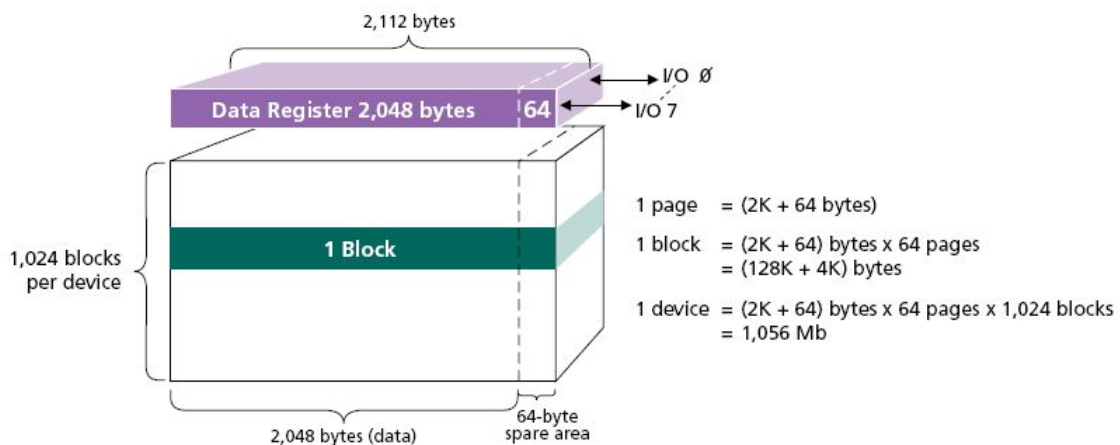 2,112 bytes
I/O Ø
Data Register 2,048 bytes 64
I/O 7
1 page = (2K + 64 bytes)
1 Block
1 block = (2K + 64) bytes x 64 pages
= (128K + 4K) bytes
1,024 blocks
per device
1 device = (2K + 64) bytes x 64 pages x 1,024 blocks
= 1,056 Mb
2,048 bytes (data)
64-byte
spare area